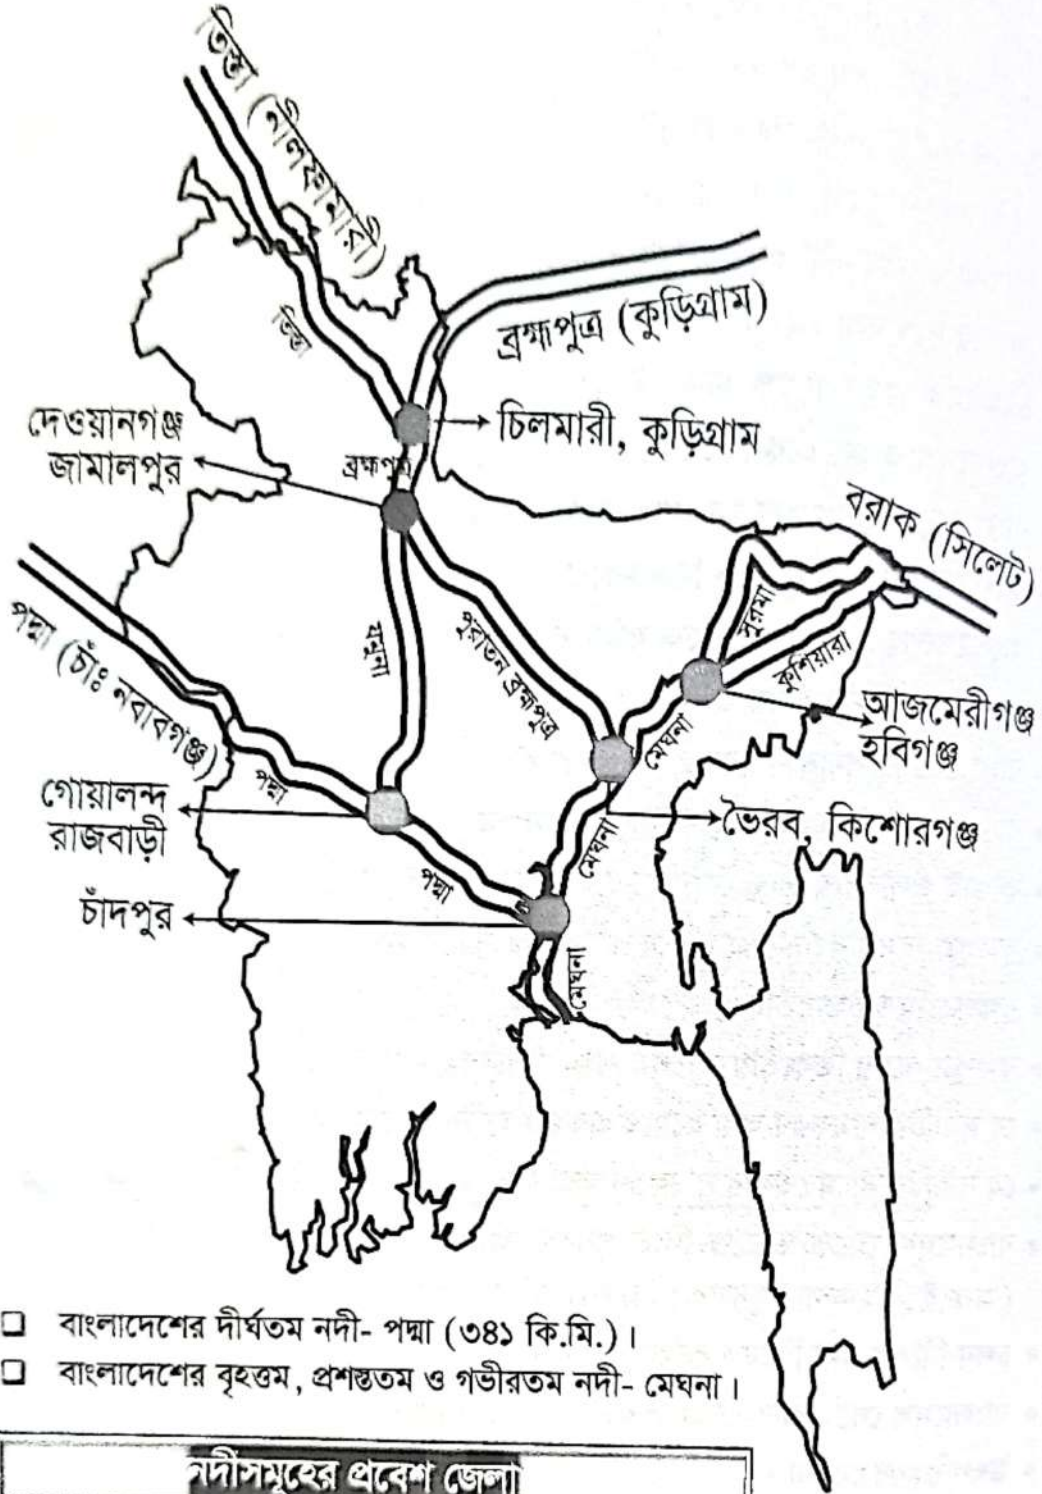 তিস্তা (নীলফামারী)
তিস্তা
ব্রহ্মপুত্র (কুড়িগ্রাম)
দেওয়ানগঞ্জ
জামালপুর
চিলমারী, কুড়িগ্রাম
ব্রহ্মপুত্র
বরাক (সিলেট)
পদ্মা (চাঁঃ নবাবগঞ্জ)
যমুনা
পুরাতন ব্রহ্মপুত্র
সুরমা
কুশিয়ারা
আজমেরীগঞ্জ
হবিগঞ্জ
মেঘনা
পদ্মা
গোয়ালন্দ
রাজবাড়ী
ভৈরব, কিশোরগঞ্জ
মেঘনা
পদ্মা
চাঁদপুর
মেঘনা
❑ বাংলাদেশের দীর্ঘতম নদী- পদ্মা (৩৪১ কি.মি.)।
❑ বাংলাদেশের বৃহত্তম, প্রশস্ততম ও গভীরতম নদী- মেঘনা।
নদীসমূহের প্রবেশ জেলা